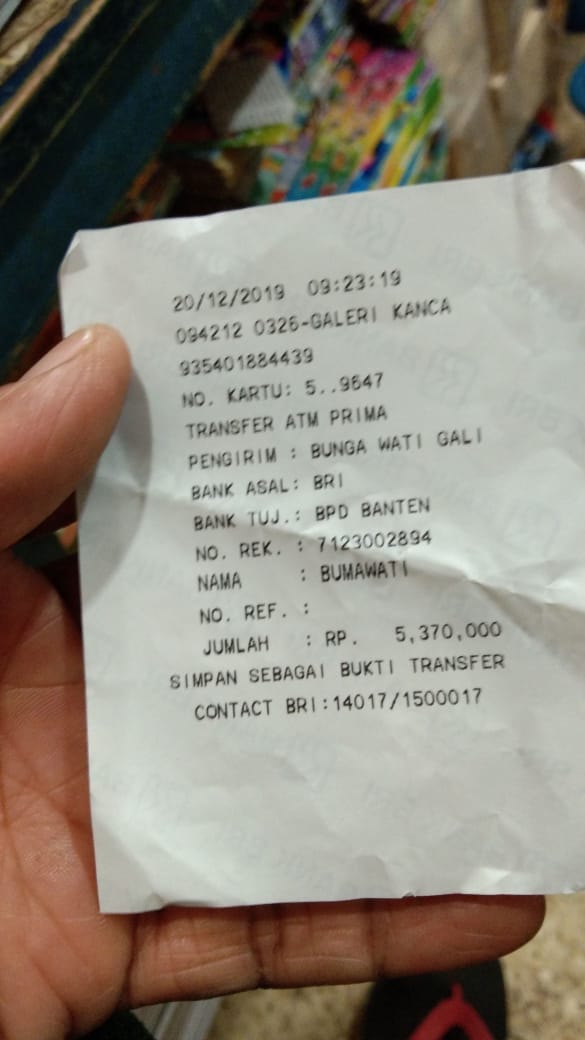 20/12/2019 09:23:19
094212 0326-GALERI KANCA
935401884439
NO. KARTU: 5..9647
TRANSFER ATM PRIMA
PENGIRIM : BUNGA WATI GALI
BANK ASAL: BRI
BANK TUJ.: BPD BANTEN
NO. REK. : 7123002894
NAMA : BUMAWATI
NO. REF. :
JUMLAH : RP. 5,370,000
SIMPAN SEBAGAI BUKTI TRANSFER
CONTACT BRI:14017/1500017